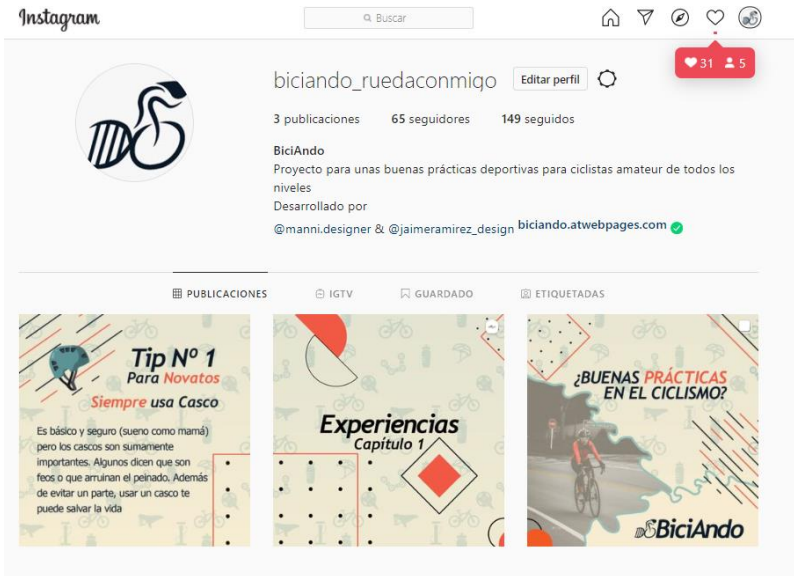 Instagram
Buscar
31 5
biciando_ruedaconmigo Editar perfil
3 publicaciones 65 seguidores 149 seguidos
BiciAndo
Proyecto para unas buenas prácticas deportivas para ciclistas amateur de todos los
niveles
Desarrollado por
@manni.designer & @jaimeramirez_design biciando.atwebpages.com
PUBLICACIONES IGTV GUARDADO ETIQUETADAS
Tip Nº 1
Para Novatos
Siempre usa Casco
Es básico y seguro (sueno como mamá)
pero los cascos son sumamente
importantes. Algunos dicen que son
feos o que arruinan el peinado. Además
de evitar un parte, usar un casco te
puede salvar la vida
Experiencias
Capítulo 1
¿BUENAS PRÁCTICAS
EN EL CICLISMO?
BiciAndo